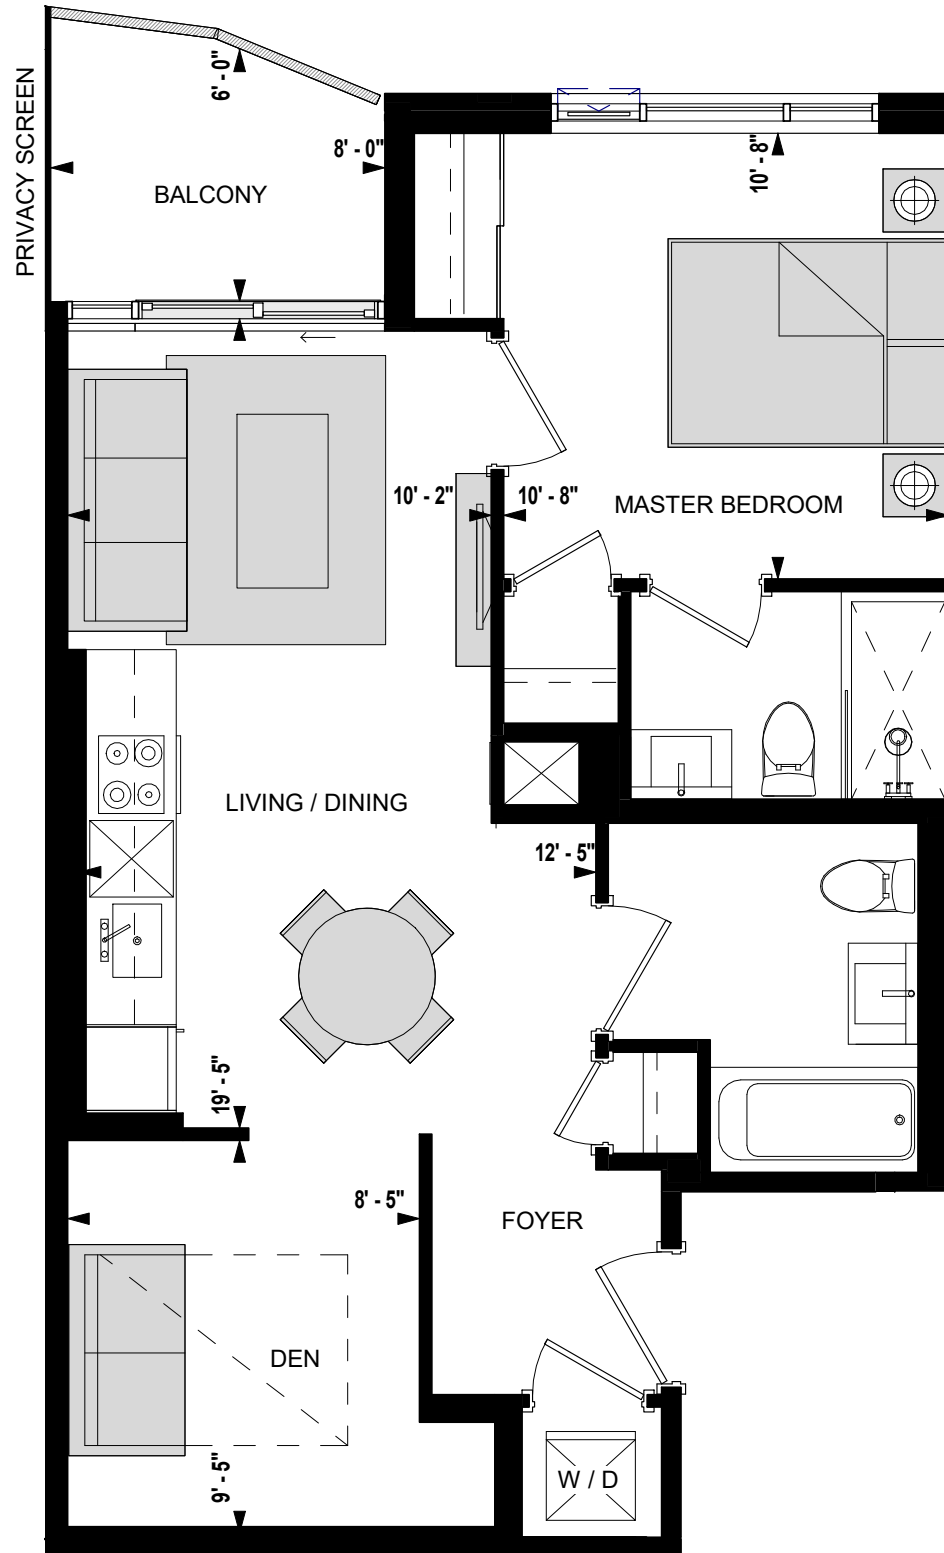 PRIVACY SCREEN
6' - 0"
8' - 0"
BALCONY
10' - 8"
10' - 2"
10' - 8"
MASTER BEDROOM
LIVING / DINING
12' - 5"
19' - 5"
8' - 5"
FOYER
DEN
9' - 5"
W / D